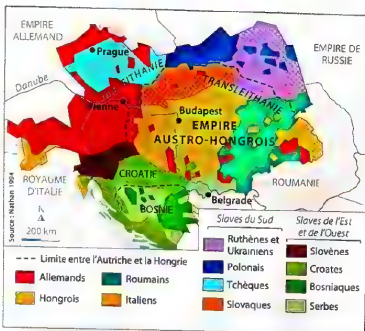 EMPIRE
ALLEMAND
Prague
EMPIRE DE
RUSSIE
CISLEITHANIE
Danube
TRANSLEITHANIE
Vienne
Budapest
EMPIRE
AUSTRO-HONGROIS
CROATIE
ROYAUME
D'ITALIE
ROUMANIE
BOSNIE
Belgrade
N
200 km
Source : Nathan 1994
Slaves du Sud
Slaves de l'Est
et de l'Ouest
Ruthènes et
Ukrainiens
Slovènes
Polonais
Croates
Tchèques
Bosniaques
Slovaques
Serbes
Limite entre l'Autriche et la Hongrie
Allemands
Roumains
Hongrois
Italiens